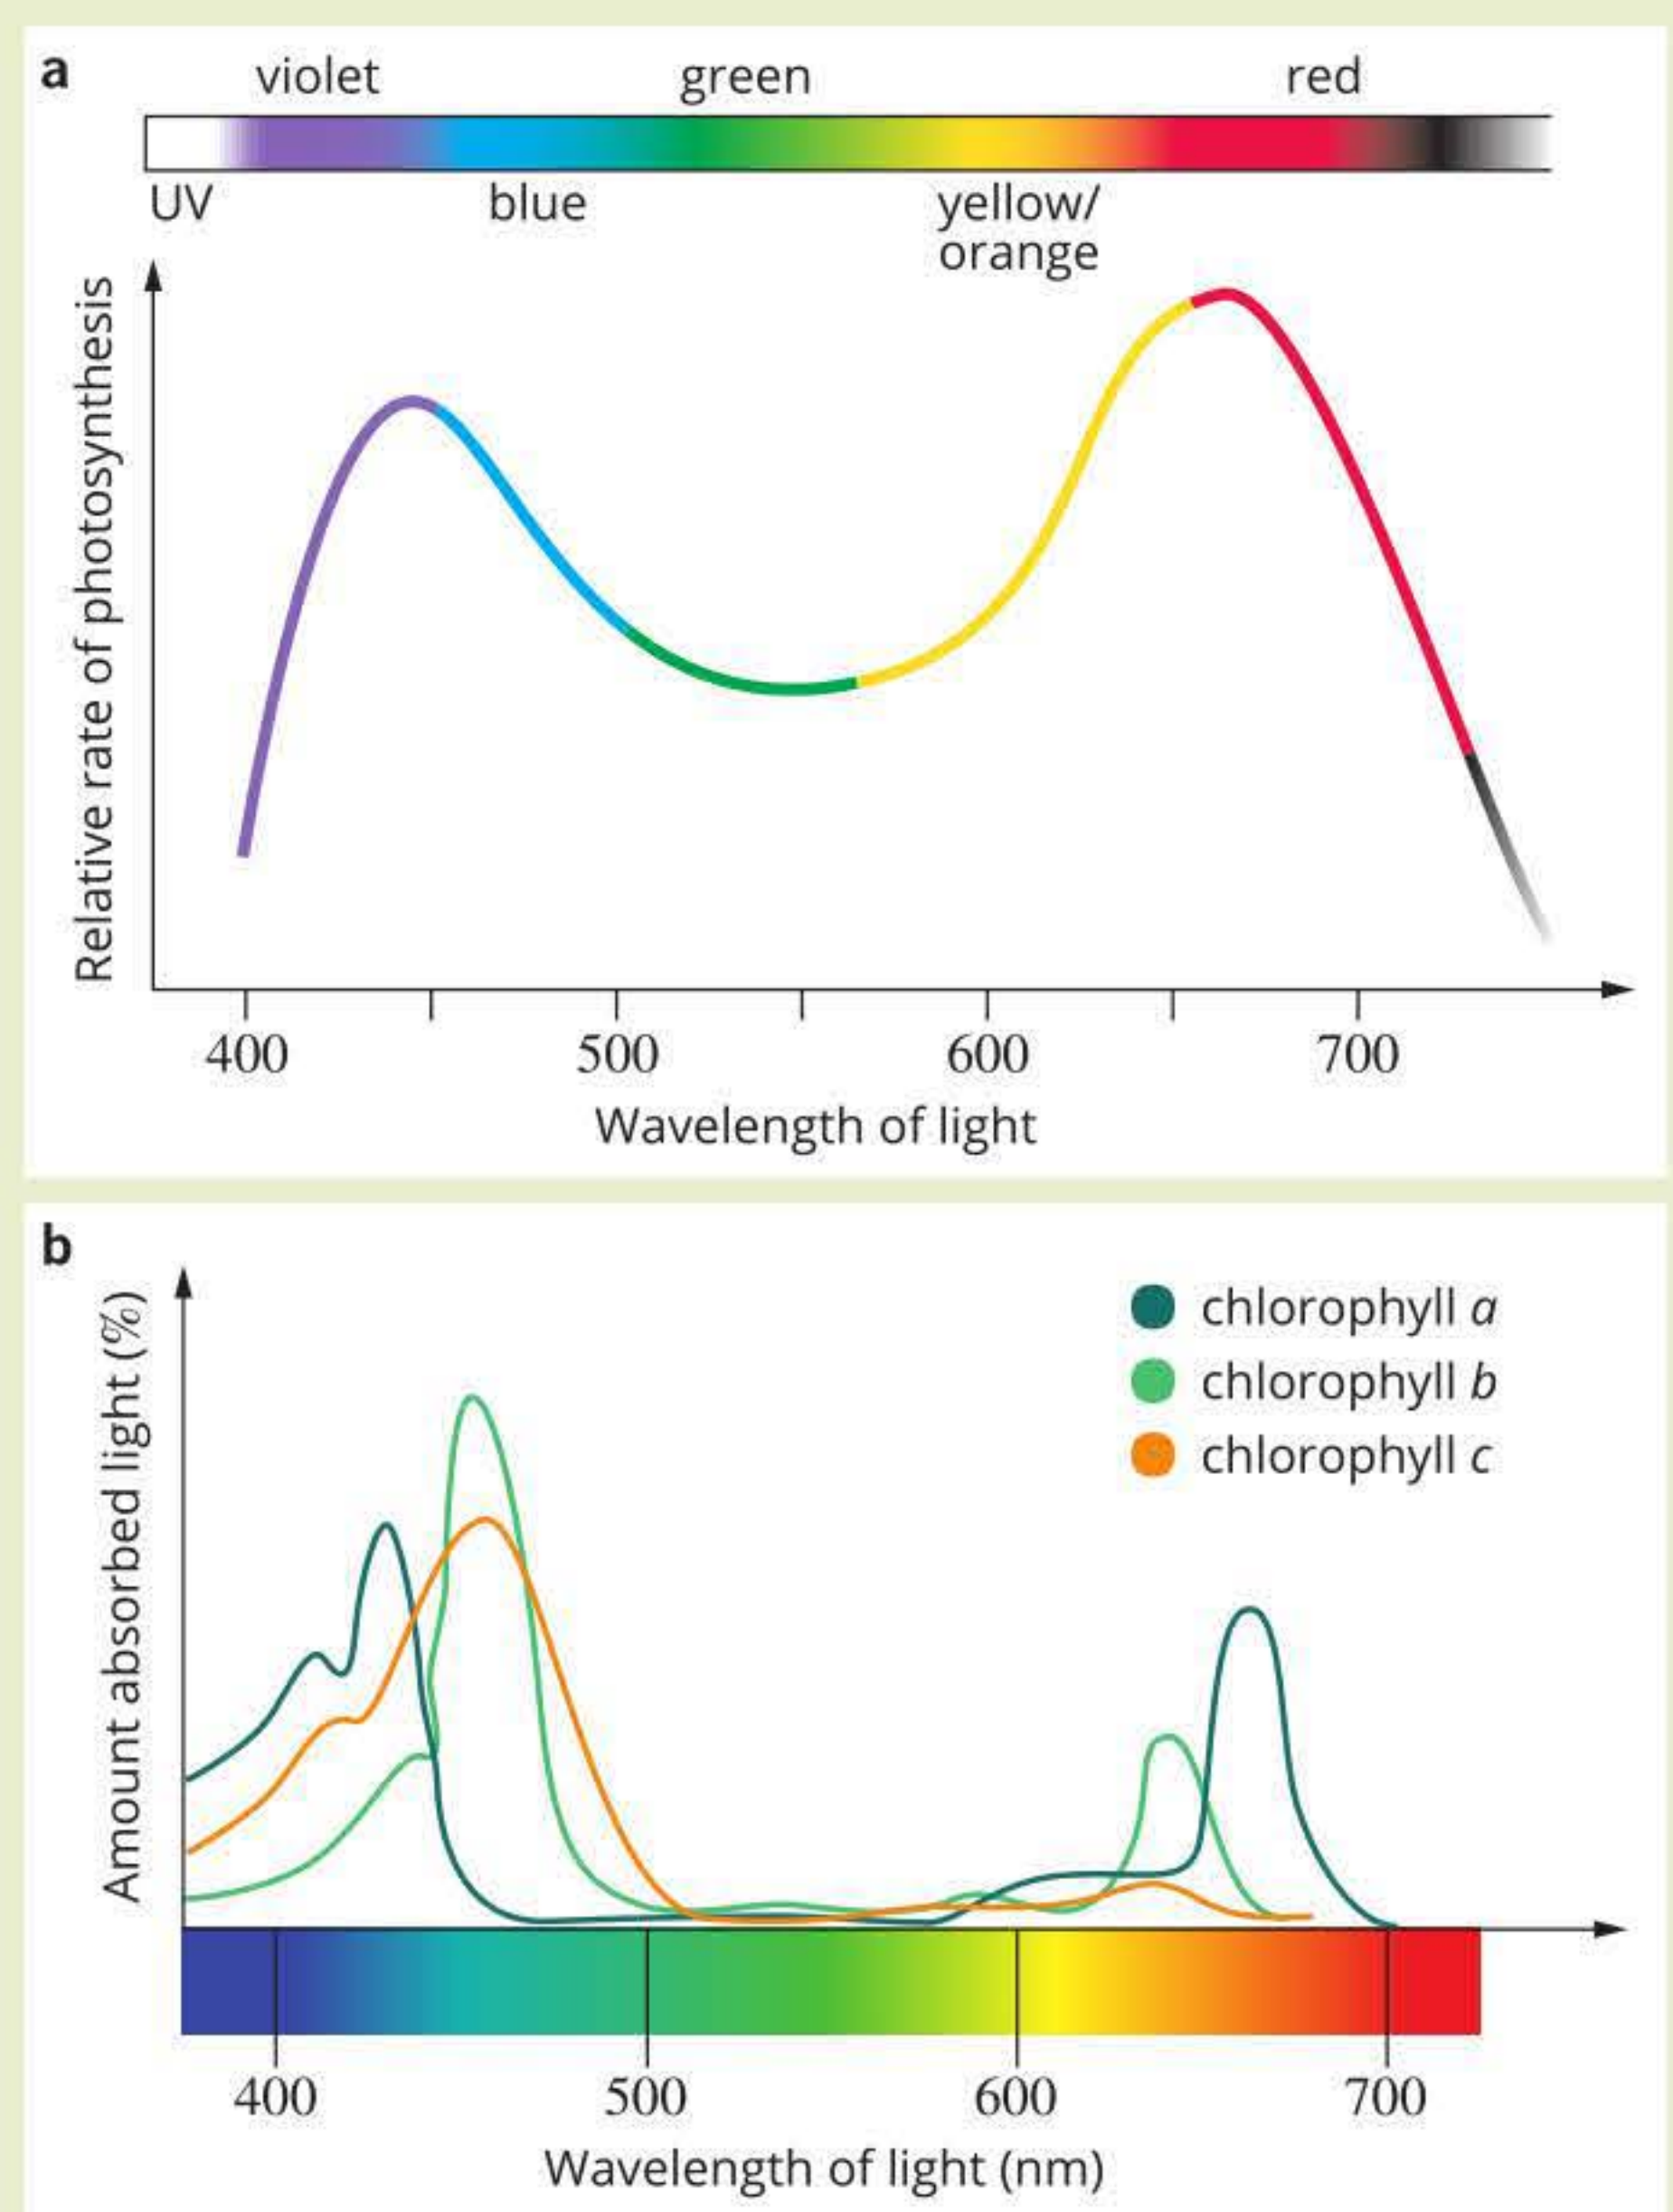 a
violet green red
UV blue yellow/
orange
Relative rate of photosynthesis
400 500 600 700
Wavelength of light
b
chlorophyll a
chlorophyll b
chlorophyll c
Amount absorbed light (%)
400 500 600 700
Wavelength of light (nm)